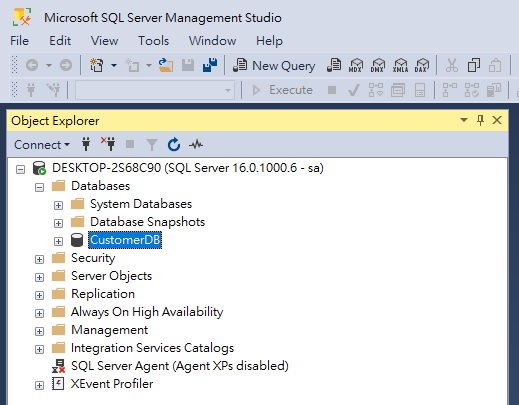 Microsoft SQL Server Management Studio
File Edit View Tools Window Help
New Query MDX DMX XMLA DAX
Execute
Object Explorer
Connect
DESKTOP-2S68C90 (SQL Server 16.0.1000.6 - sa)
Databases
System Databases
Database Snapshots
CustomerDB
Security
Server Objects
Replication
Always On High Availability
Management
Integration Services Catalogs
SQL Server Agent (Agent XPs disabled)
XEvent Profiler